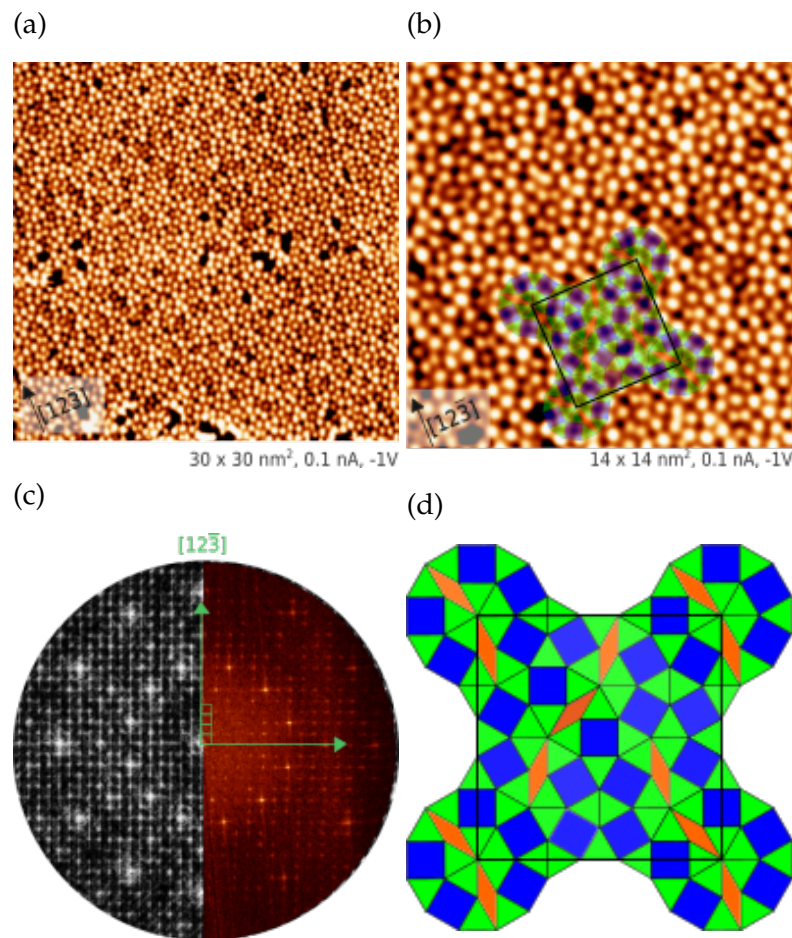 (a)
(b)
[123̄]
30 x 30 nm², 0.1 nA, -1V
[123̄]
14 x 14 nm², 0.1 nA, -1V
(c)
(d)
[123̄]